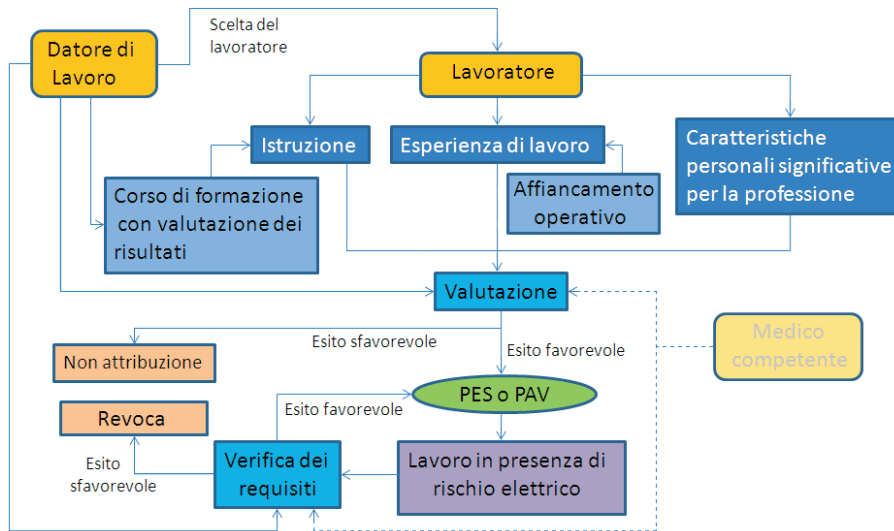 Scelta del
lavoratore
Datore di
Lavoro
Lavoratore
Istruzione
Esperienza di lavoro
Caratteristiche
personali significative
per la professione
Corso di formazione
con valutazione dei
risultati
Affiancamento
operativo
Valutazione
Medico
competente
Esito sfavorevole
Esito favorevole
Non attribuzione
PES o PAV
Esito favorevole
Revoca
Esito
sfavorevole
Verifica dei
requisiti
Lavoro in presenza di
rischio elettrico